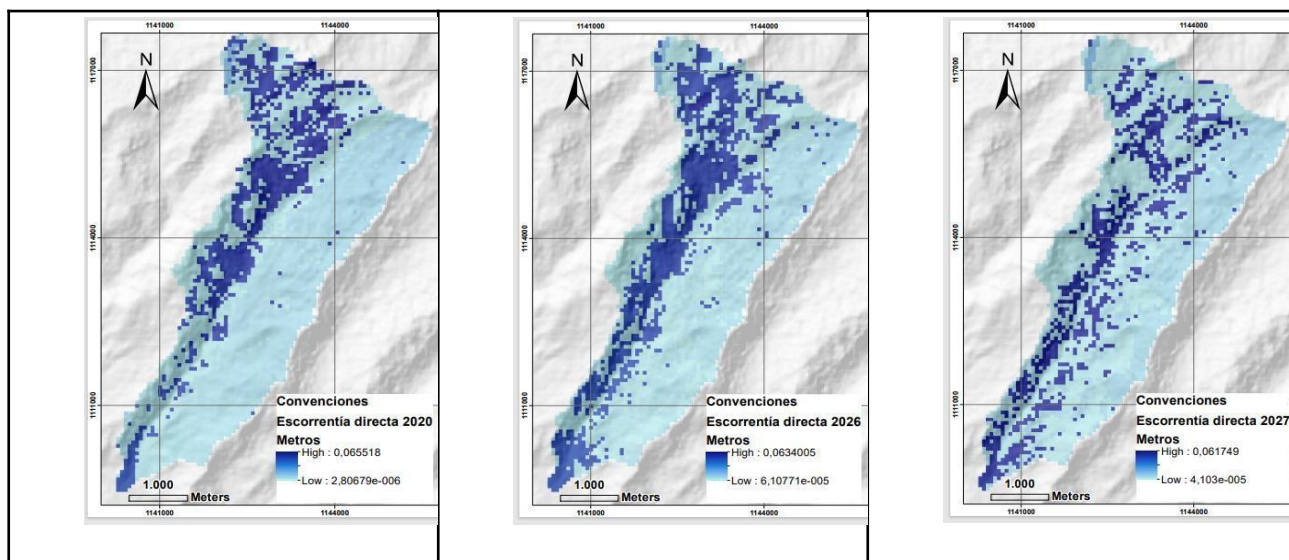 1141000 1144000
N
1117000
1114000
1111000
Convenciones
Escorrentía directa 2020
Metros
High : 0,065518
Low : 2,80679e-006
1.000
Meters
1141000 1144000
1141000 1144000
N
1117000
1114000
1111000
Convenciones
Escorrentía directa 2026
Metros
High : 0,0634005
Low : 6,10771e-005
1.000
Meters
1141000 1144000
1141000 1144000
N
1117000
1114000
1111000
Convenciones
Escorrentía directa 2027
Metros
High : 0,061749
Low : 4,103e-005
1.000
Meters
1141000 1144000